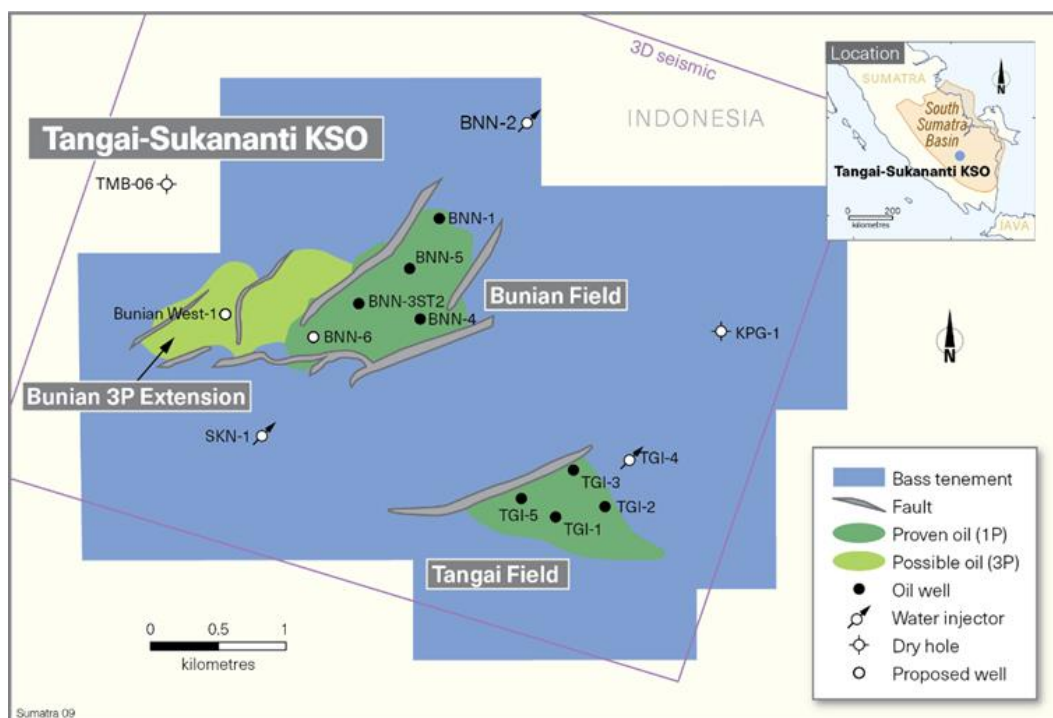 3D seismic
Location
SUMATRA
N
South
Sumatra
Basin
Tangai-Sukananti KSO
0 200
kilometres
JAVA
INDONESIA
BNN-2
Tangai-Sukananti KSO
TMB-06
BNN-1
BNN-5
Bunian Field
BNN-3ST2
Bunian West-1
BNN-4
BNN-6
KPG-1
N
Bunian 3P Extension
SKN-1
TGI-4
TGI-3
TGI-5
TGI-2
TGI-1
Tangai Field
Bass tenement
Fault
Proven oil (1P)
Possible oil (3P)
Oil well
Water injector
Dry hole
Proposed well
0 0.5 1
kilometres
Sumatra 09